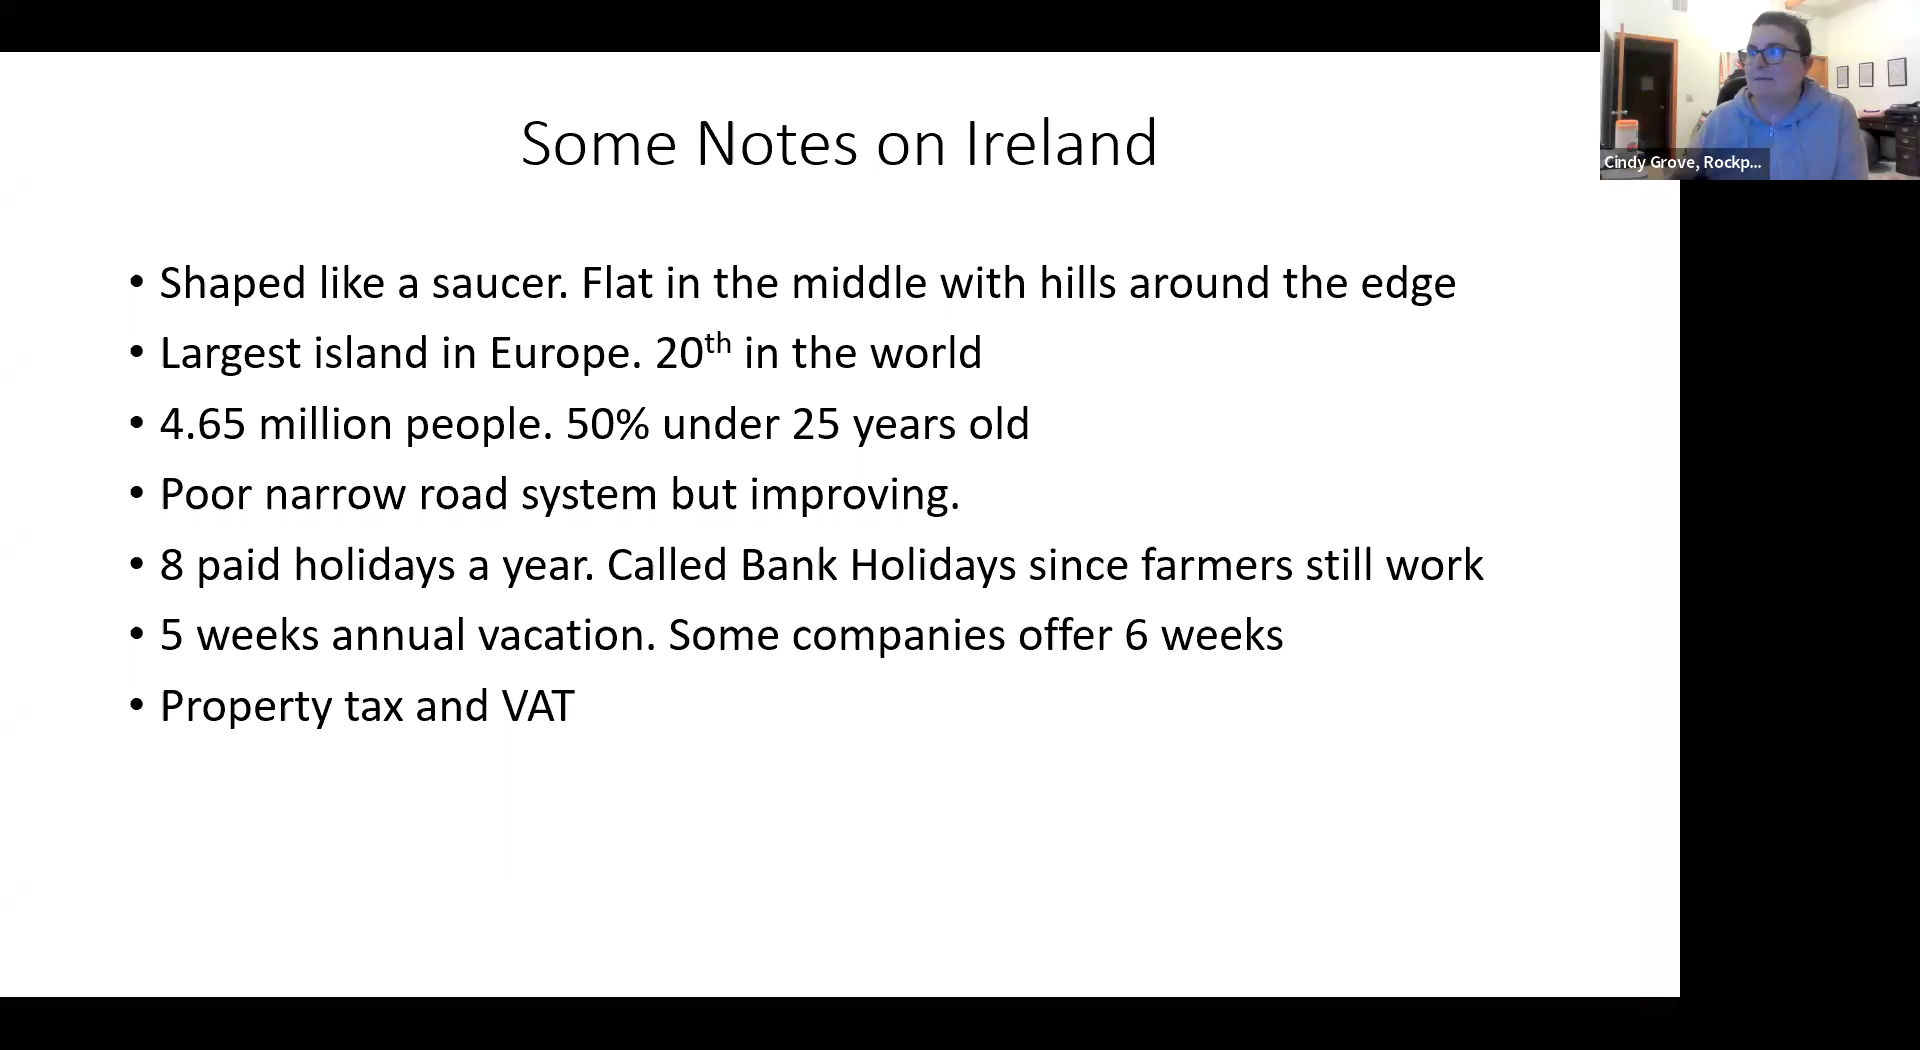 Some Notes on Ireland
• Shaped like a saucer. Flat in the middle with hills around the edge
• Largest island in Europe. 20th in the world
• 4.65 million people. 50% under 25 years old
• Poor narrow road system but improving.
• 8 paid holidays a year. Called Bank Holidays since farmers still work
• 5 weeks annual vacation. Some companies offer 6 weeks
• Property tax and VAT
Cindy Grove, Rockp...